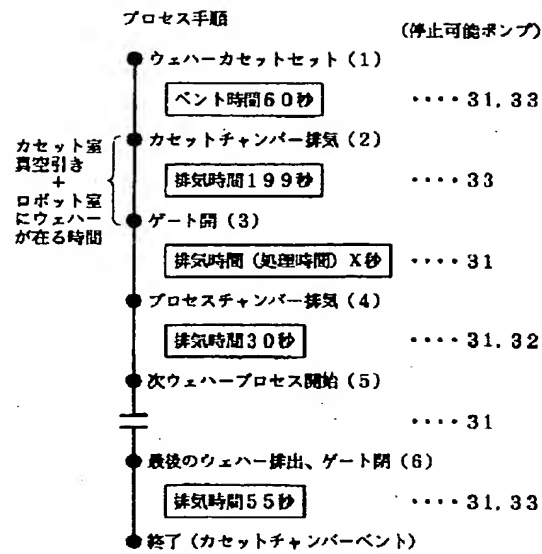 プロセス手順
(停止可能ポンプ)
ウェハーカセットセット (1)
ベント時間60秒
・・・・31, 33
カセットチャンバー排気 (2)
排気時間199秒
・・・・33
カセット室
真空引き
+
ロボット室
にウェハー
が在る時間
ゲート開 (3)
排気時間 (処理時間) X秒
・・・・31
プロセスチャンバー排気 (4)
排気時間30秒
・・・・31, 32
次ウェハープロセス開始 (5)
・・・・31
最後のウェハー排出、ゲート閉 (6)
排気時間55秒
・・・・31, 33
終了 (カセットチャンバーベント)